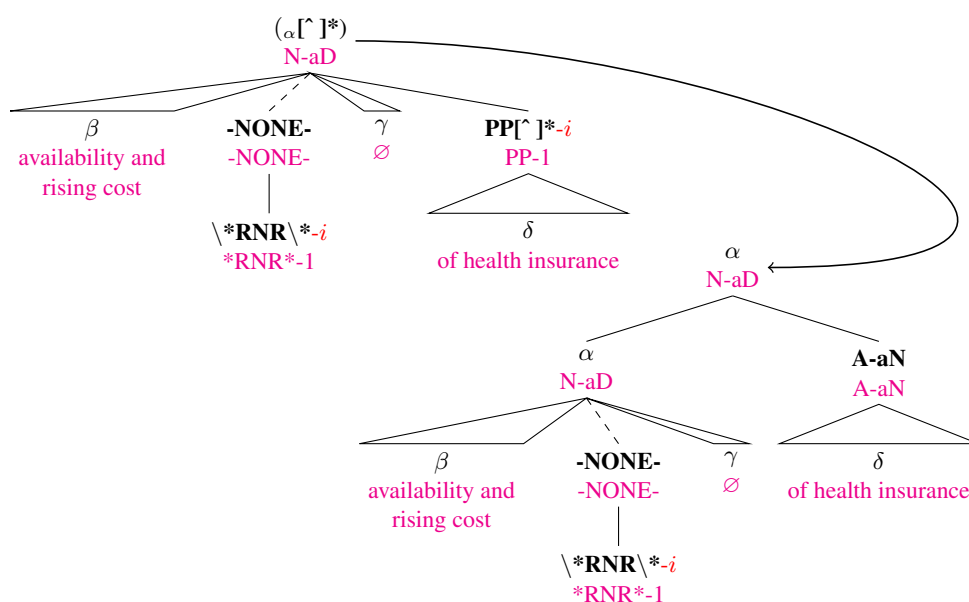 (α[ˆ ]*)
N-aD
β
availability and
rising cost
-NONE-
-NONE-
\*RNR\*-i
*RNR*-1
γ
∅
PP[ˆ ]*-i
PP-1
δ
of health insurance
α
N-aD
α
N-aD
β
availability and
rising cost
-NONE-
-NONE-
\*RNR\*-i
*RNR*-1
γ
∅
A-aN
A-aN
δ
of health insurance